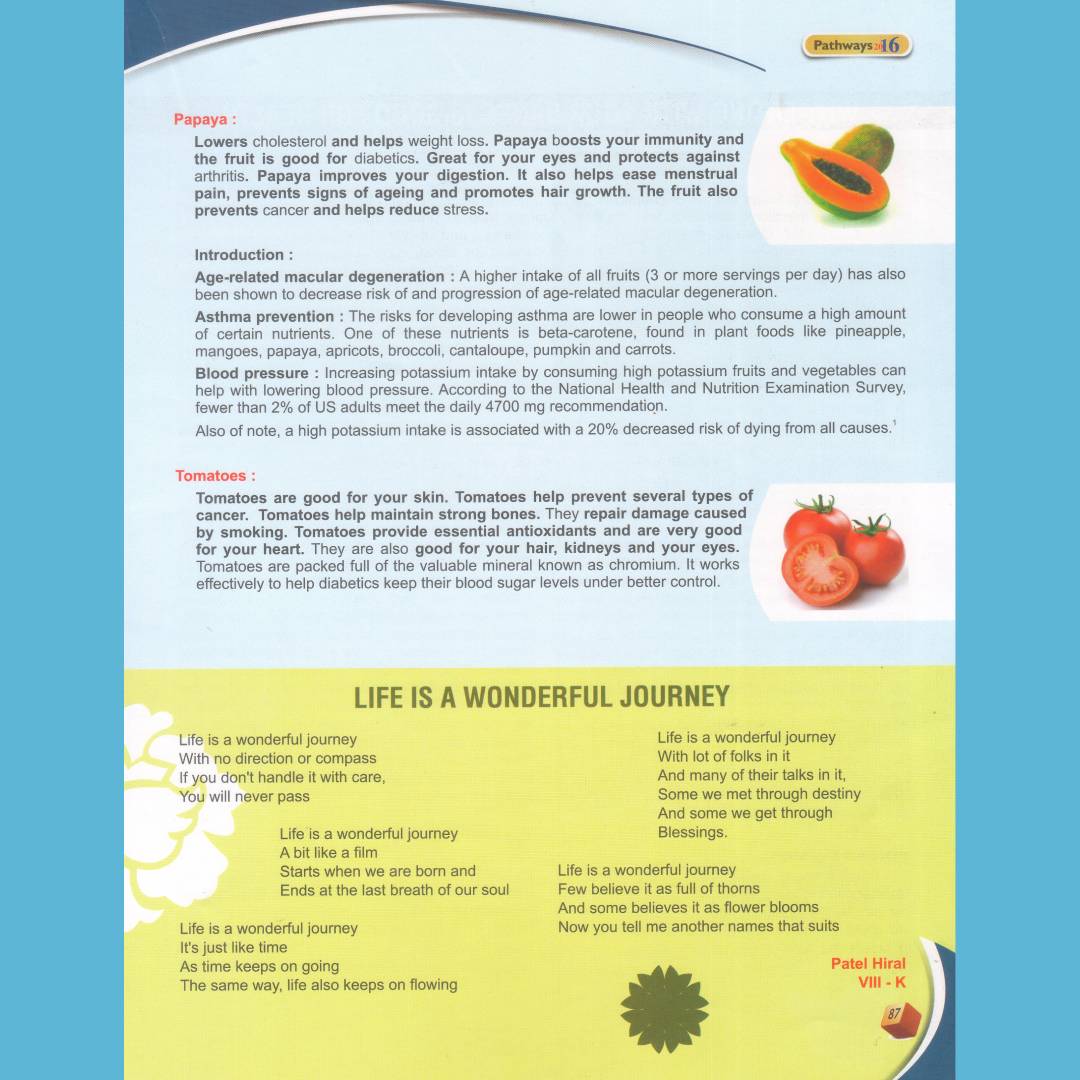 Pathways 2016
Papaya :
Lowers cholesterol and helps weight loss. Papaya boosts your immunity and
the fruit is good for diabetics. Great for your eyes and protects against
arthritis. Papaya improves your digestion. It also helps ease menstrual
pain, prevents signs of ageing and promotes hair growth. The fruit also
prevents cancer and helps reduce stress.
Introduction :
Age-related macular degeneration : A higher intake of all fruits (3 or more servings per day) has also
been shown to decrease risk of and progression of age-related macular degeneration.
Asthma prevention : The risks for developing asthma are lower in people who consume a high amount
of certain nutrients. One of these nutrients is beta-carotene, found in plant foods like pineapple,
mangoes, papaya, apricots, broccoli, cantaloupe, pumpkin and carrots.
Blood pressure : Increasing potassium intake by consuming high potassium fruits and vegetables can
help with lowering blood pressure. According to the National Health and Nutrition Examination Survey,
fewer than 2% of US adults meet the daily 4700 mg recommendation.
Also of note, a high potassium intake is associated with a 20% decreased risk of dying from all causes.¹
Tomatoes :
Tomatoes are good for your skin. Tomatoes help prevent several types of
cancer. Tomatoes help maintain strong bones. They repair damage caused
by smoking. Tomatoes provide essential antioxidants and are very good
for your heart. They are also good for your hair, kidneys and your eyes.
Tomatoes are packed full of the valuable mineral known as chromium. It works
effectively to help diabetics keep their blood sugar levels under better control.
LIFE IS A WONDERFUL JOURNEY
Life is a wonderful journey
With no direction or compass
If you don't handle it with care,
You will never pass
Life is a wonderful journey
A bit like a film
Starts when we are born and
Ends at the last breath of our soul
Life is a wonderful journey
It's just like time
As time keeps on going
The same way, life also keeps on flowing
Life is a wonderful journey
With lot of folks in it
And many of their talks in it,
Some we met through destiny
And some we get through
Blessings.
Life is a wonderful journey
Few believe it as full of thorns
And some believes it as flower blooms
Now you tell me another names that suits
Patel Hiral
VIII - K
87